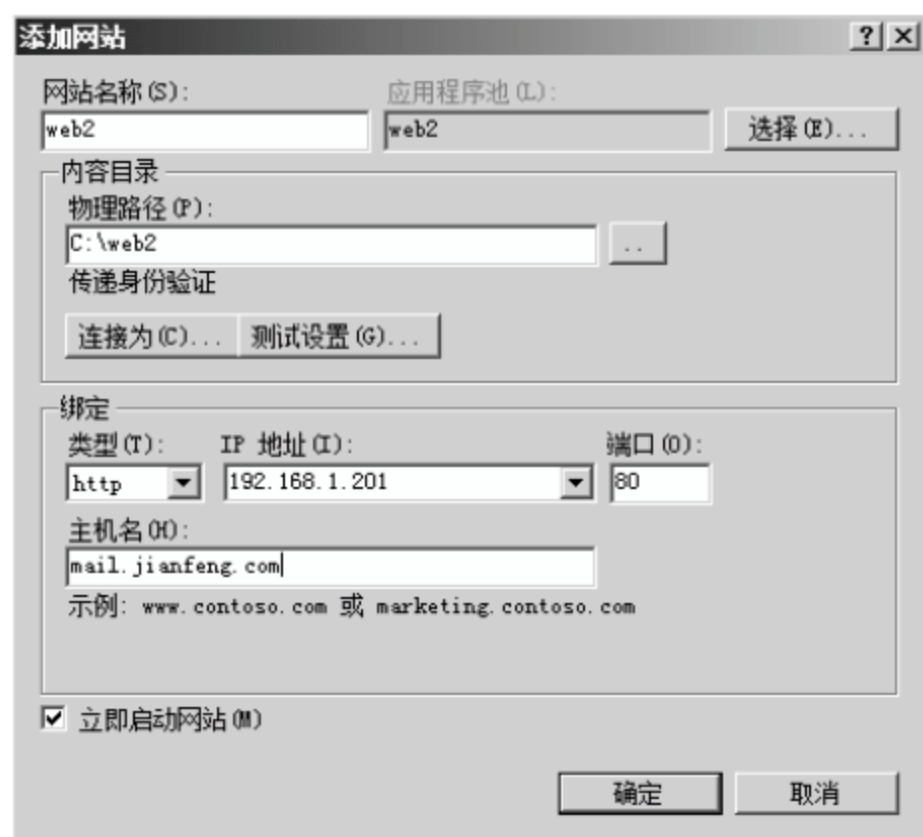 添加网站
网站名称(S): 应用程序池(L):
web2 web2 选择(E)...
内容目录
物理路径(P):
C:\web2 ..
传递身份验证
连接为(C)... 测试设置(G)...
绑定
类型(T): IP 地址(I): 端口(O):
http 192.168.1.201 80
主机名(H):
mail.jianfeng.com
示例: www.contoso.com 或 marketing.contoso.com
立即启动网站(M)
确定 取消